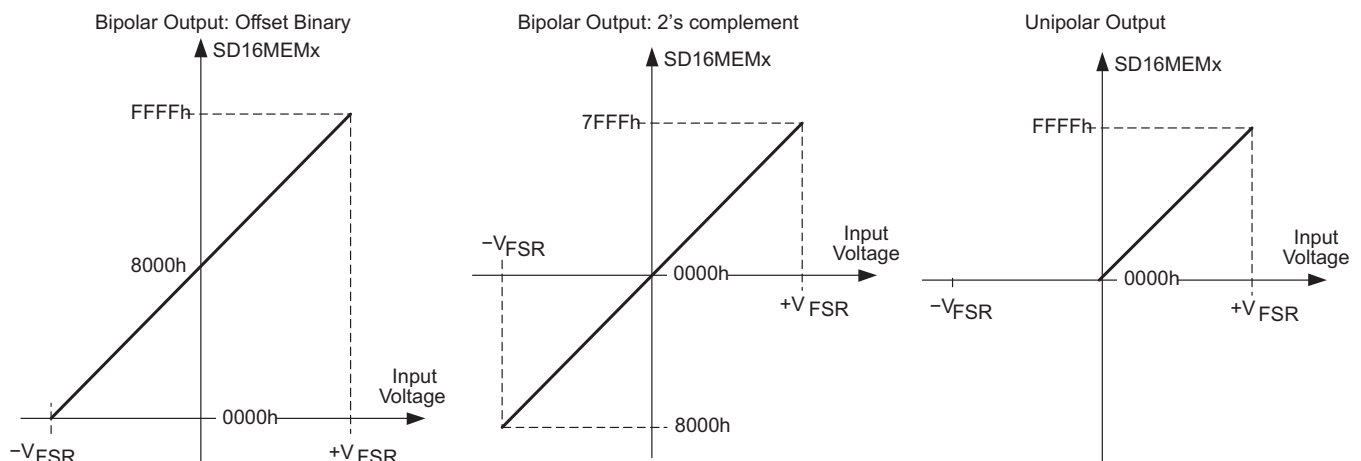 Bipolar Output: Offset Binary
SD16MEMx
FFFFh
8000h
Input
Voltage
0000h
−VFSR
+VFSR
Bipolar Output: 2's complement
SD16MEMx
7FFFh
−VFSR
Input
Voltage
0000h
+VFSR
8000h
Unipolar Output
SD16MEMx
FFFFh
Input
Voltage
0000h
−VFSR
+VFSR